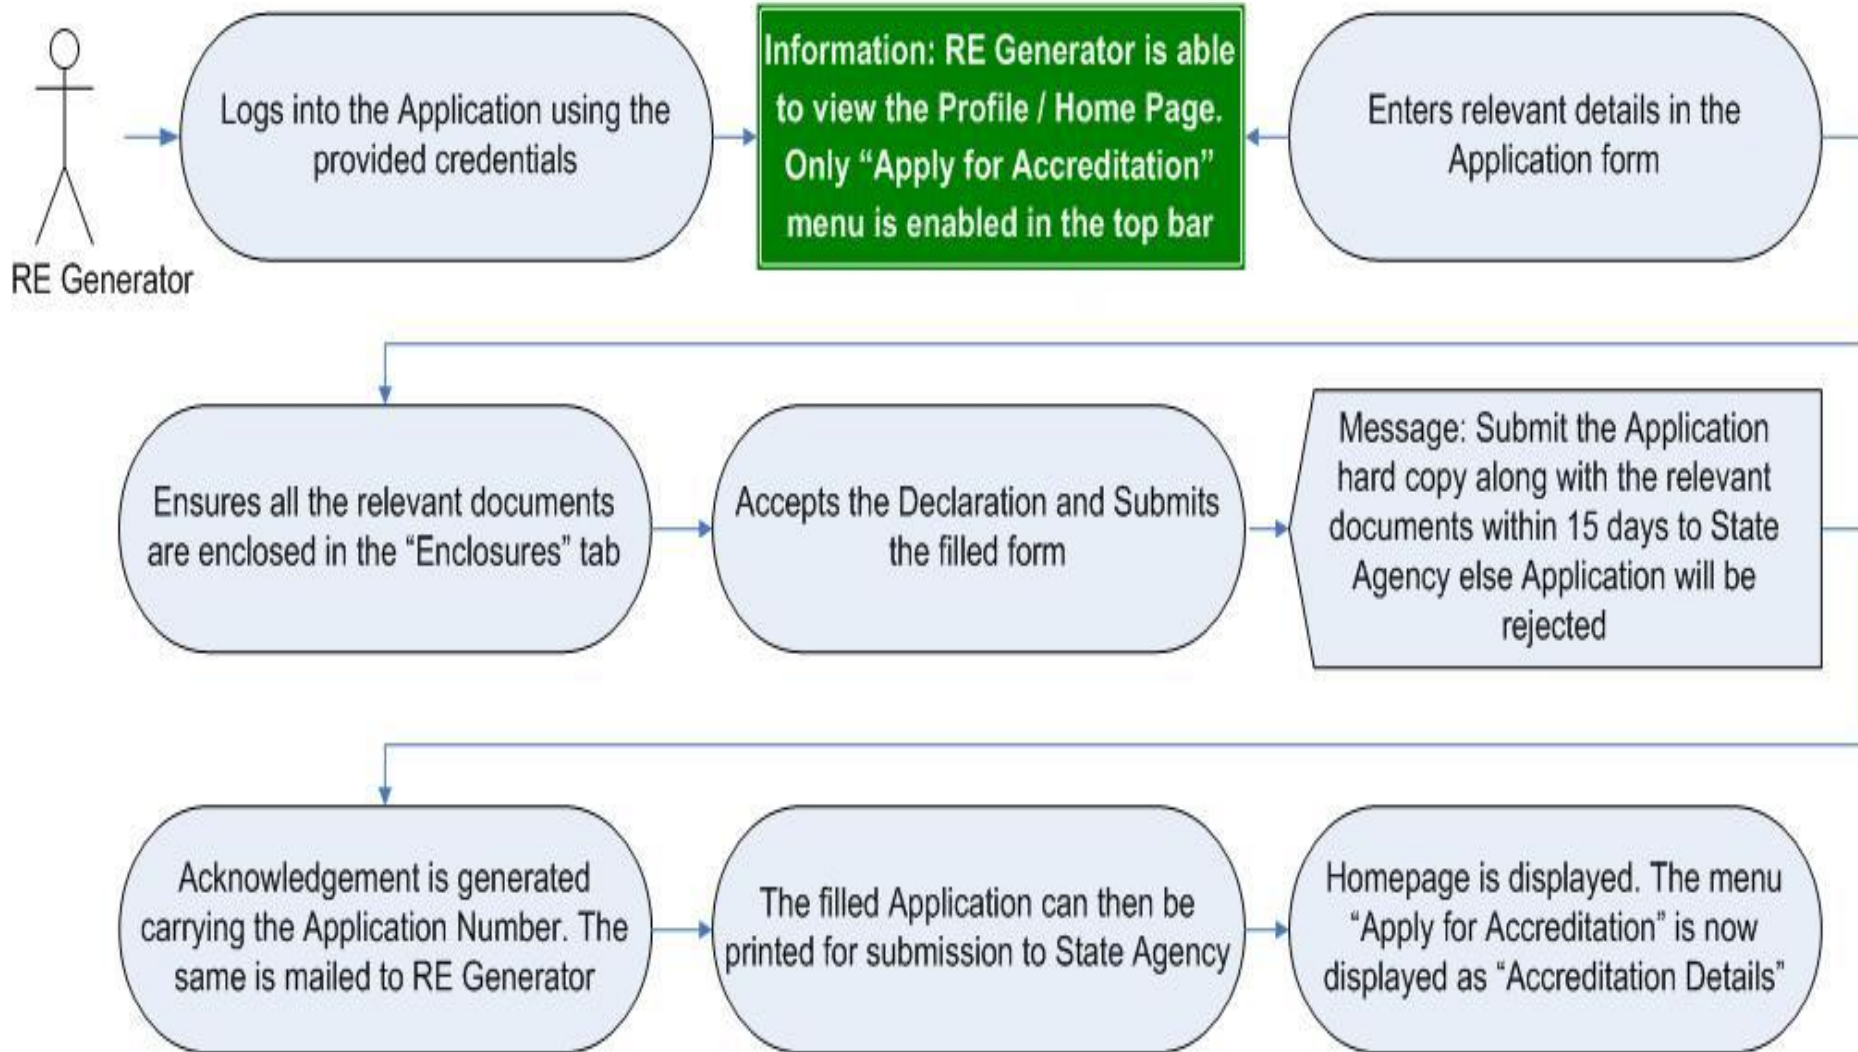 Logs into the Application using the
provided credentials
Information: RE Generator is able
to view the Profile / Home Page.
Only “Apply for Accreditation”
menu is enabled in the top bar
Enters relevant details in the
Application form
RE Generator
Ensures all the relevant documents
are enclosed in the “Enclosures” tab
Accepts the Declaration and Submits
the filled form
Message: Submit the Application
hard copy along with the relevant
documents within 15 days to State
Agency else Application will be
rejected
Acknowledgement is generated
carrying the Application Number. The
same is mailed to RE Generator
The filled Application can then be
printed for submission to State Agency
Homepage is displayed. The menu
“Apply for Accreditation” is now
displayed as “Accreditation Details”